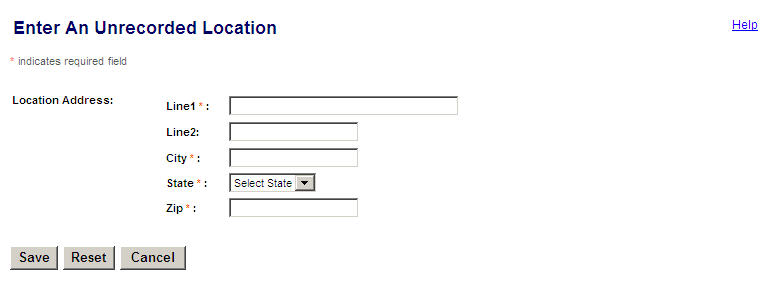 Enter An Unrecorded Location
Help
* indicates required field
Location Address:
Line1 * :
Line2:
City * :
State * : Select State
Zip * :
Save Reset Cancel